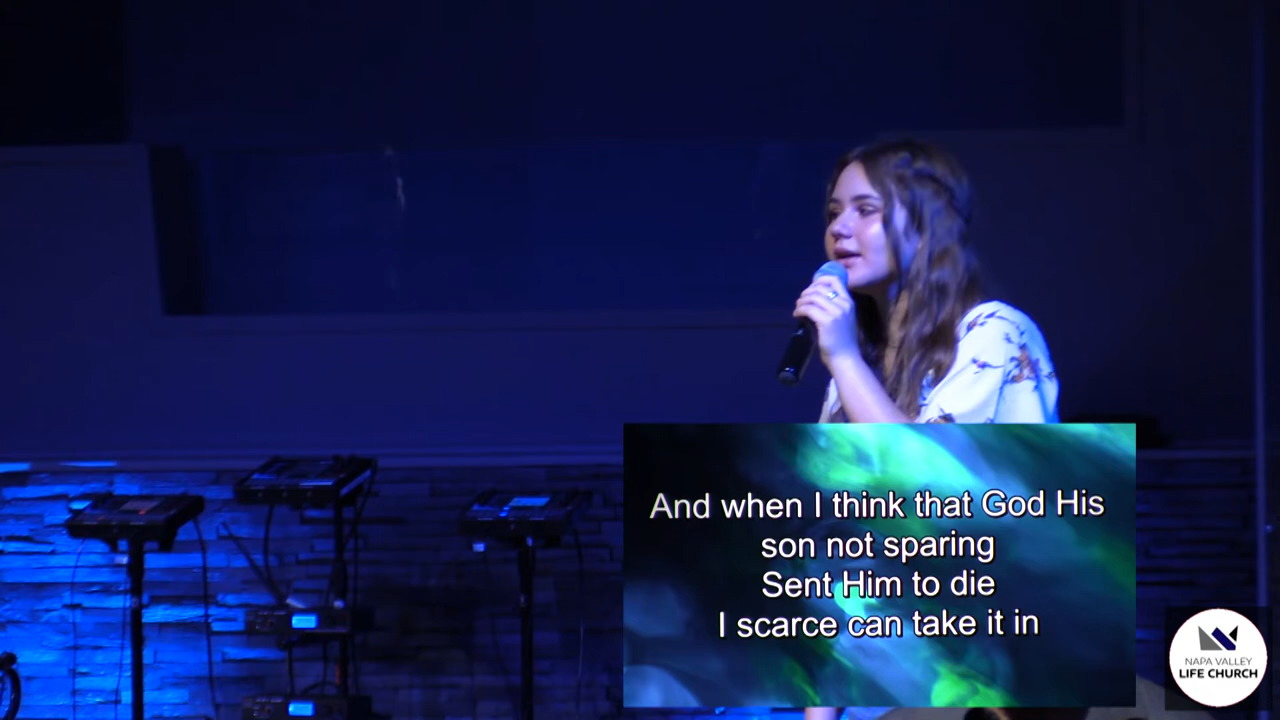 And when I think that God His
son not sparing
Sent Him to die
I scarce can take it in
NAPA VALLEY
LIFE CHURCH